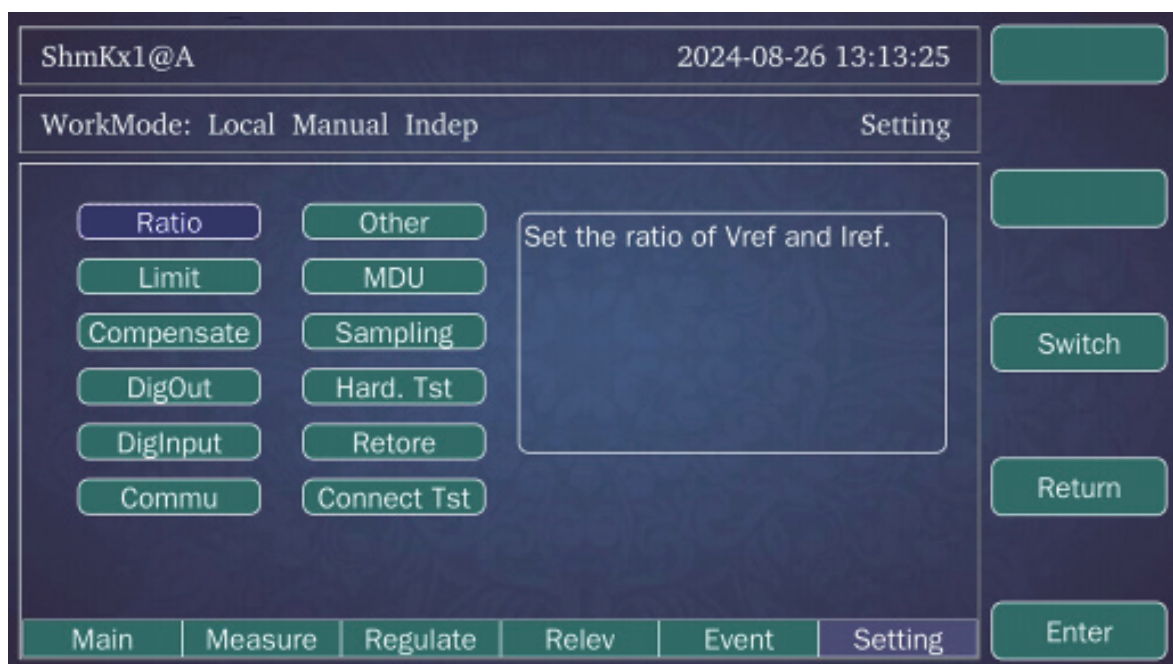 ShmKx1@A 2024-08-26 13:13:25
WorkMode: Local Manual Indep Setting
Ratio Other
Set the ratio of Vref and Iref.
Limit MDU
Compensate Sampling
Switch
DigOut Hard. Tst
DigInput Retore
Commu Connect Tst
Return
Main Measure Regulate Relev Event Setting
Enter